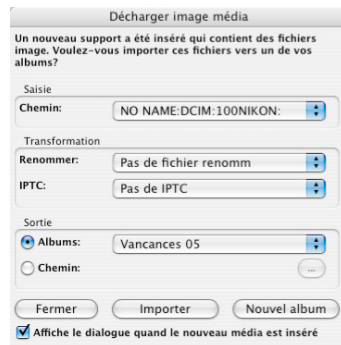 Décharger image média
Un nouveau support a été inséré qui contient des fichiers
image. Voulez-vous importer ces fichiers vers un de vos
albums?
Saisie
Chemin: NO NAME:DCIM:100NIKON:
Transformation
Renommer: Pas de fichier renomm
IPTC: Pas de IPTC
Sortie
Albums: Vancances 05
Chemin: ...
Fermer Importer Nouvel album
Affiche le dialogue quand le nouveau média est inséré